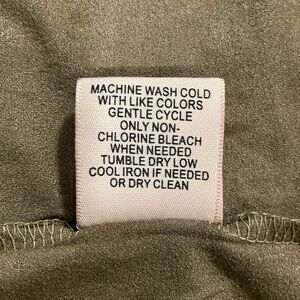 MACHINE WASH COLD
WITH LIKE COLORS
GENTLE CYCLE
ONLY NON-
CHLORINE BLEACH
WHEN NEEDED
TUMBLE DRY LOW
COOL IRON IF NEEDED
OR DRY CLEAN